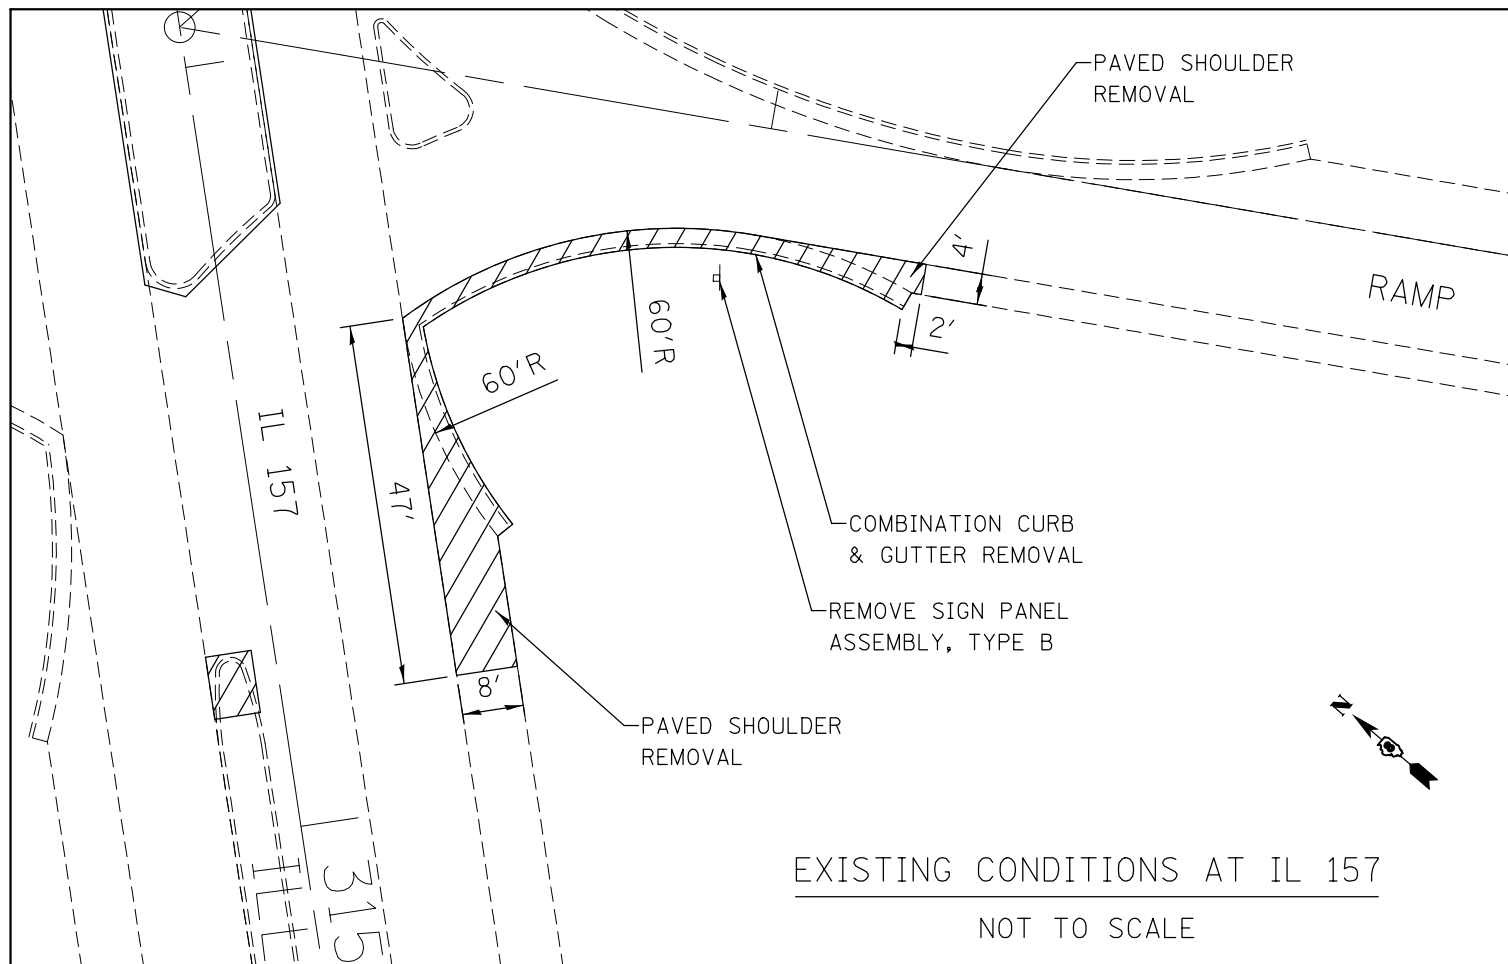 PAVED SHOULDER
REMOVAL
4'
RAMP
2'
60'R
60'R
IL 157
47'
COMBINATION CURB
& GUTTER REMOVAL
REMOVE SIGN PANEL
ASSEMBLY, TYPE B
8'
PAVED SHOULDER
REMOVAL
N
315
EXISTING CONDITIONS AT IL 157
NOT TO SCALE